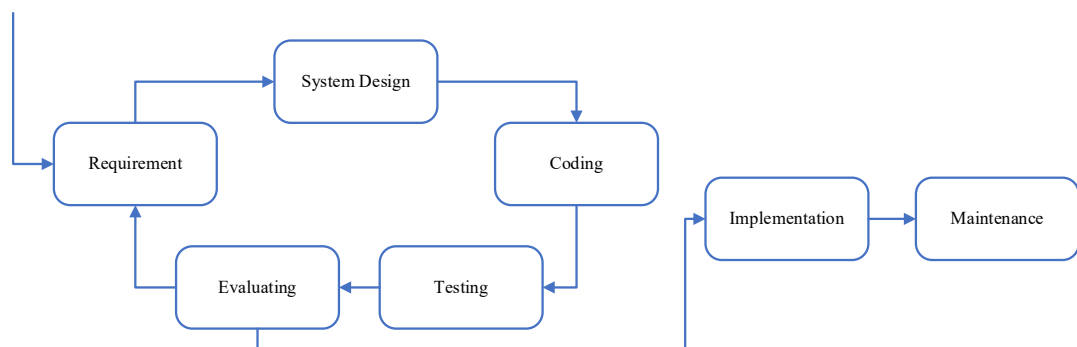 System Design
Requirement
Coding
Implementation
Maintenance
Evaluating
Testing